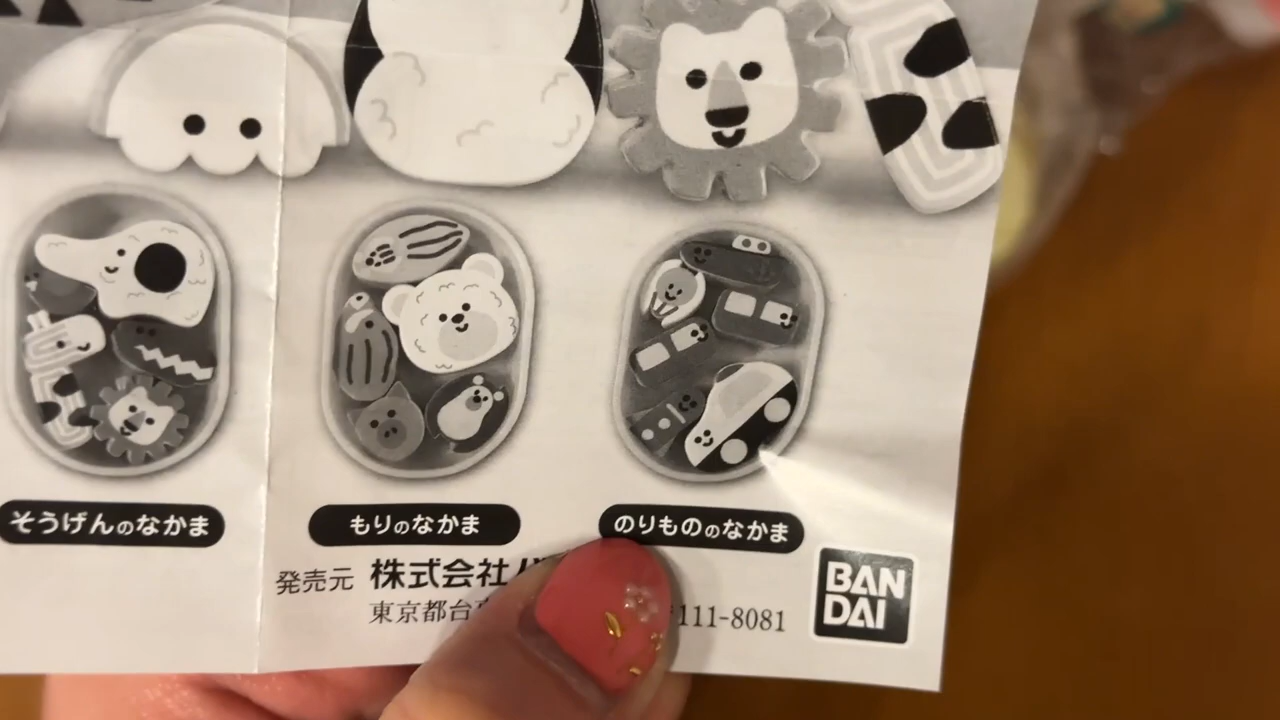 そうげんのなかま
もりのなかま
のりもののなかま
発売元 株式会社バ
東京都台
111-8081
BAN
DAI